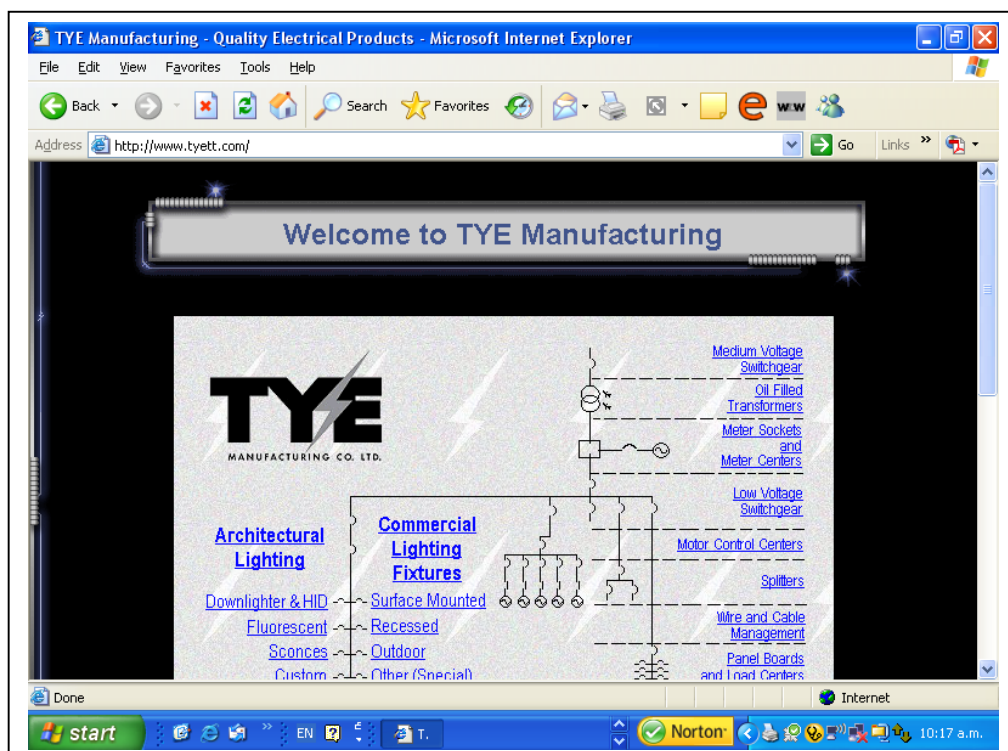 TYE Manufacturing - Quality Electrical Products - Microsoft Internet Explorer
File Edit View Favorites Tools Help
Back Search Favorites
Address http://www.tyett.com/ Go Links »
Welcome to TYE Manufacturing
TYE
MANUFACTURING CO. LTD.
Medium Voltage
Switchgear
Oil Filled
Transformers
Meter Sockets
and
Meter Centers
Low Voltage
Switchgear
Motor Control Centers
Splitters
Wire and Cable
Management
Panel Boards
and Load Centers
Architectural
Lighting
Downlighter & HID
Fluorescent
Sconces
Custom
Commercial
Lighting
Fixtures
Surface Mounted
Recessed
Outdoor
Other (Special)
Done Internet
start » EN T. Norton 10:17 a.m.